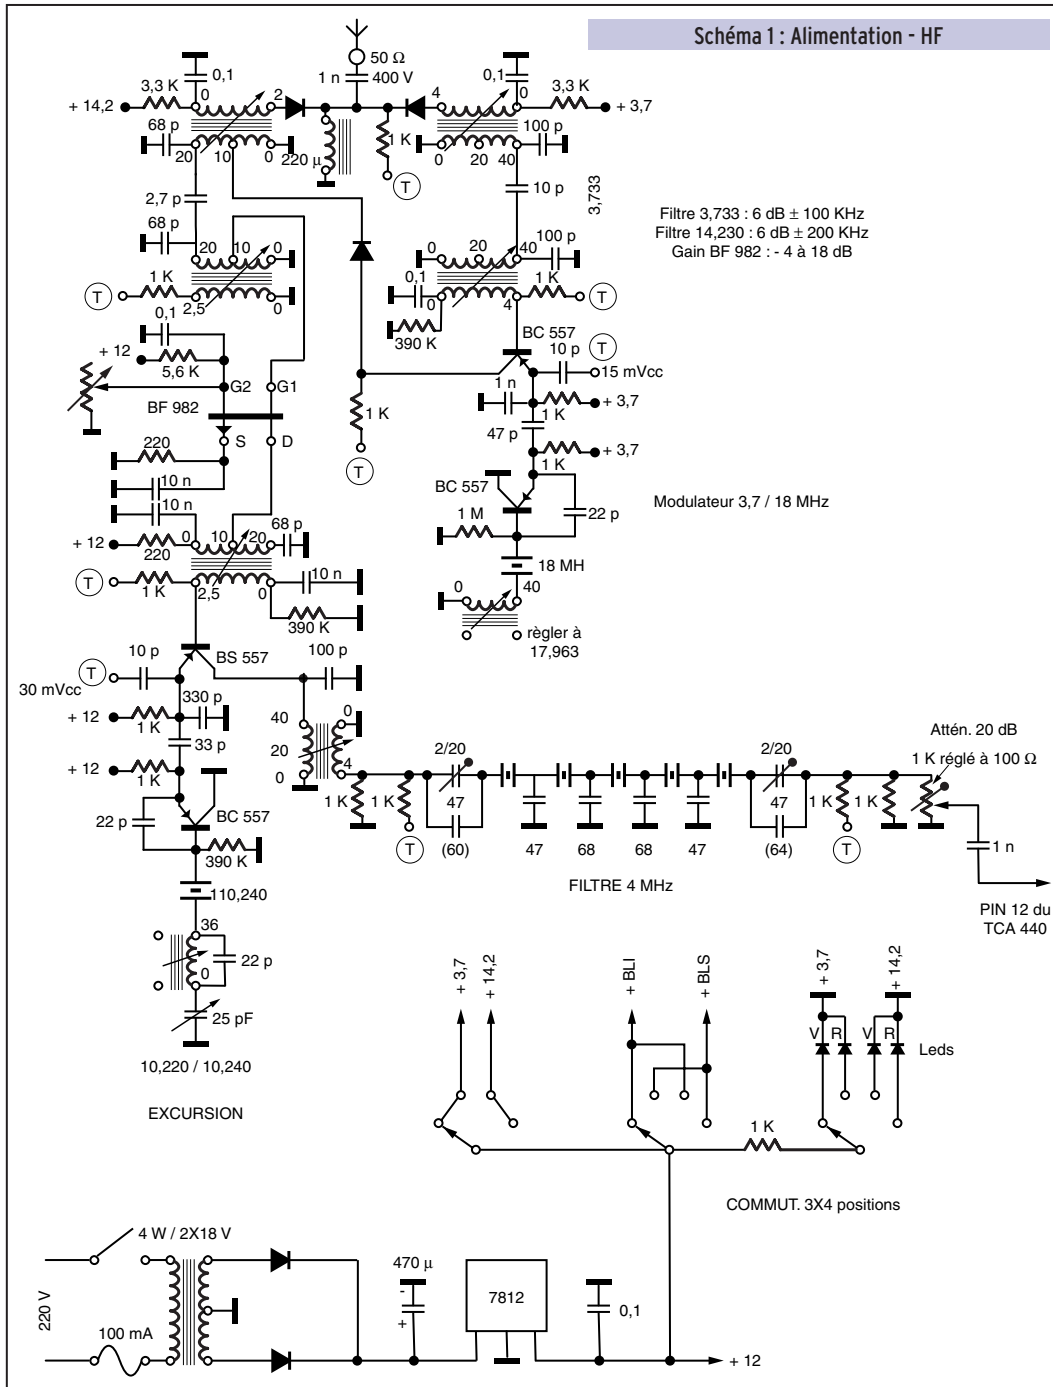 Schéma 1 : Alimentation - HF
50 Ω
1 n
400 V
0,1
0
3,3 K
+ 14,2
2
4
0,1
0
3,3 K
+ 3,7
68 p
20
10
0
220 µ
1 K
T
0
20
40
100 p
2,7 p
10 p
3,733
Filtre 3,733 : 6 dB ± 100 KHz
Filtre 14,230 : 6 dB ± 200 KHz
Gain BF 982 : - 4 à 18 dB
68 p
20
10
0
0
20
40
100 p
T
1 K
2,5
0
0,1
0
4
1 K
T
390 K
0,1
+ 12
5,6 K
G2
G1
BF 982
S
D
BC 557
10 p
T
15 mVcc
1 n
1 K
+ 3,7
47 p
1 K
+ 3,7
1 K
T
220
10 n
10 n
BC 557
Modulateur 3,7 / 18 MHz
1 M
22 p
+ 12
220
0
10
20
68 p
18 MH
T
1 K
2,5
0
10 n
0
40
390 K
règler à
17,963
10 p
BS 557
100 p
T
30 mVcc
330 p
+ 12
1 K
33 p
+ 12
1 K
40
20
0
0
4
22 p
BC 557
390 K
Attén. 20 dB
1 K réglé à 100 Ω
2/20
47
(60)
1 K
1 K
T
47
68
68
47
2/20
47
(64)
1 K
1 K
T
1 n
FILTRE 4 MHz
PIN 12 du
TCA 440
110,240
36
0
22 p
25 pF
10,220 / 10,240
EXCURSION
+ 3,7
+ 14,2
+ BLI
+ BLS
+ 3,7
+ 14,2
V
R
V
R
Leds
1 K
COMMUT. 3X4 positions
4 W / 2X18 V
220 V
100 mA
470 µ
-
+
7812
0,1
+ 12